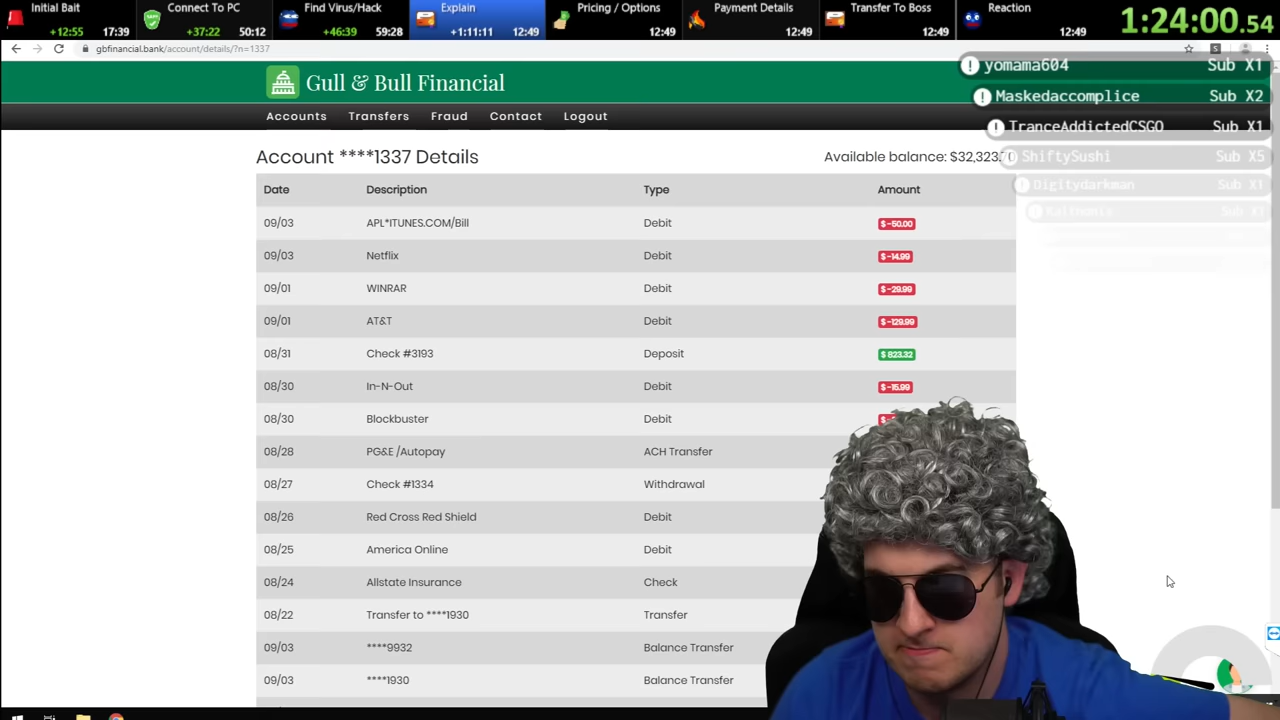 Initial Bait
+12:55 17:39
Connect To PC
+37:22 50:12
Find Virus/Hack
+46:39 59:28
Explain
+1:11:11 12:49
Pricing / Options
12:49
Payment Details
12:49
Transfer To Boss
12:49
Reaction
12:49
1:24:00.54
gbfinancial.bank/account/details/?n=1337
yomama604 Sub X1
Maskedaccomplice Sub X2
TranceAddictedCSGO Sub X1
ShiftySushi Sub X5
Digitydarkman Sub X1
Gull & Bull Financial
Accounts Transfers Fraud Contact Logout
Account ****1337 Details
Available balance: $32,323.
Date Description Type Amount
09/03 APL*ITUNES.COM/Bill Debit $ -50.00
09/03 Netflix Debit $ -14.99
09/01 WINRAR Debit $ -29.99
09/01 AT&T Debit $ -129.99
08/31 Check #3193 Deposit $ 823.32
08/30 In-N-Out Debit $ -15.99
08/30 Blockbuster Debit
08/28 PG&E /Autopay ACH Transfer
08/27 Check #1334 Withdrawal
08/26 Red Cross Red Shield Debit
08/25 America Online Debit
08/24 Allstate Insurance Check
08/22 Transfer to ****1930 Transfer
09/03 ****9932 Balance Transfer
09/03 ****1930 Balance Transfer